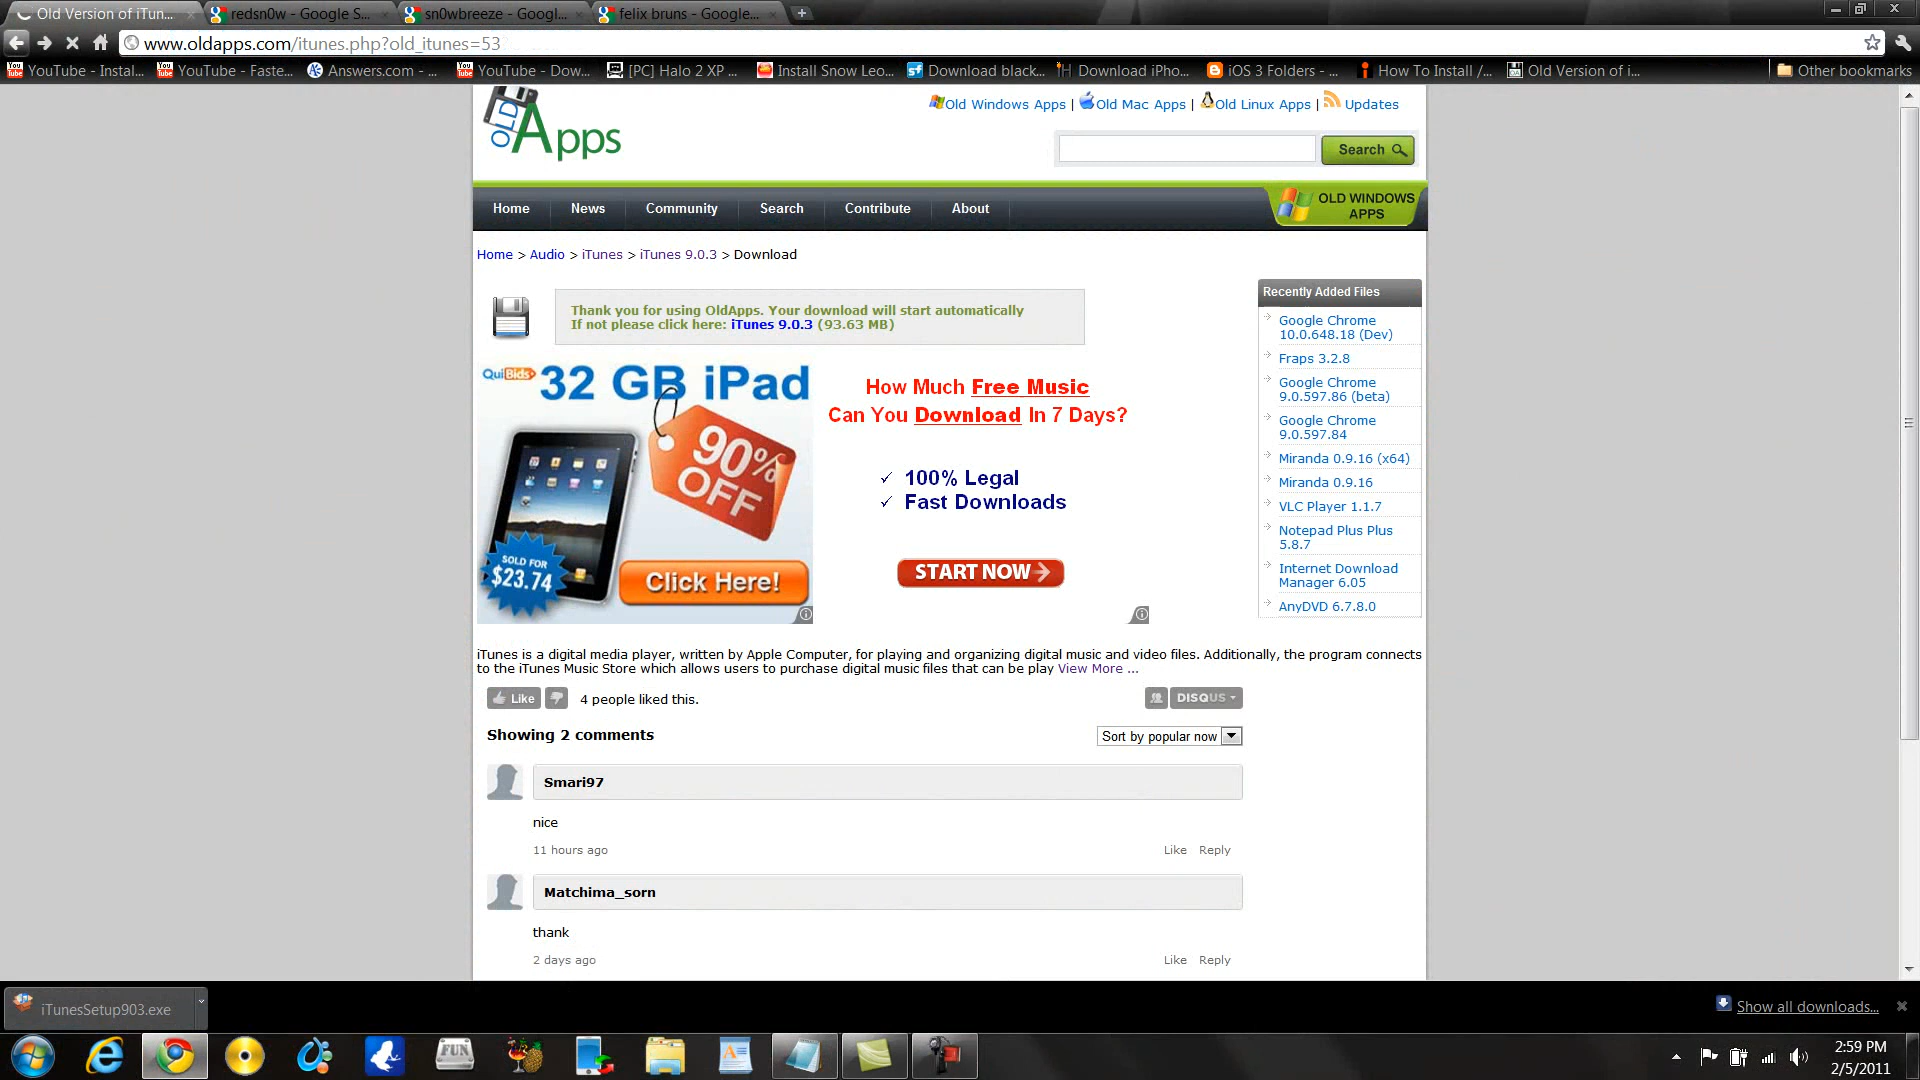 Old Version of iTun...
redsn0w - Google S...
sn0wbreeze - Googl...
felix bruns - Google...
www.oldapps.com/itunes.php?old_itunes=53
YouTube - Instal...
YouTube - Faste...
Answers.com - ...
YouTube - Dow...
[PC] Halo 2 XP ...
Install Snow Leo...
Download black...
Download iPho...
iOS 3 Folders - ...
How To Install /...
Old Version of i...
Other bookmarks
OLD Apps
Old Windows Apps | Old Mac Apps | Old Linux Apps | Updates
Search
Home
News
Community
Search
Contribute
About
OLD WINDOWS
APPS
Home > Audio > iTunes > iTunes 9.0.3 > Download
Thank you for using OldApps. Your download will start automatically
If not please click here: iTunes 9.0.3 (93.63 MB)
QuiBids
32 GB iPad
90%
OFF
SOLD FOR
$23.74
Click Here!
How Much Free Music
Can You Download In 7 Days?
100% Legal
Fast Downloads
START NOW
Recently Added Files
Google Chrome
10.0.648.18 (Dev)
Fraps 3.2.8
Google Chrome
9.0.597.86 (beta)
Google Chrome
9.0.597.84
Miranda 0.9.16 (x64)
Miranda 0.9.16
VLC Player 1.1.7
Notepad Plus Plus
5.8.7
Internet Download
Manager 6.05
AnyDVD 6.7.8.0
iTunes is a digital media player, written by Apple Computer, for playing and organizing digital music and video files. Additionally, the program connects
to the iTunes Music Store which allows users to purchase digital music files that can be play View More ...
Like
4 people liked this.
DISQUS
Showing 2 comments
Sort by popular now
Smari97
nice
11 hours ago
Like Reply
Matchima_sorn
thank
2 days ago
Like Reply
iTunesSetup903.exe
Show all downloads...
FUN
2:59 PM
2/5/2011